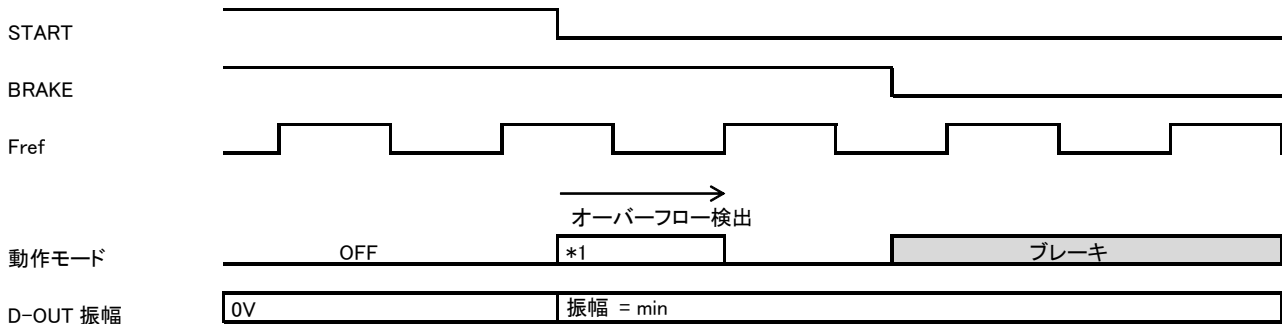 START
BRAKE
Fref
オーバーフロー検出
動作モード OFF *1 ブレーキ
D-OUT 振幅 0V 振幅 = min